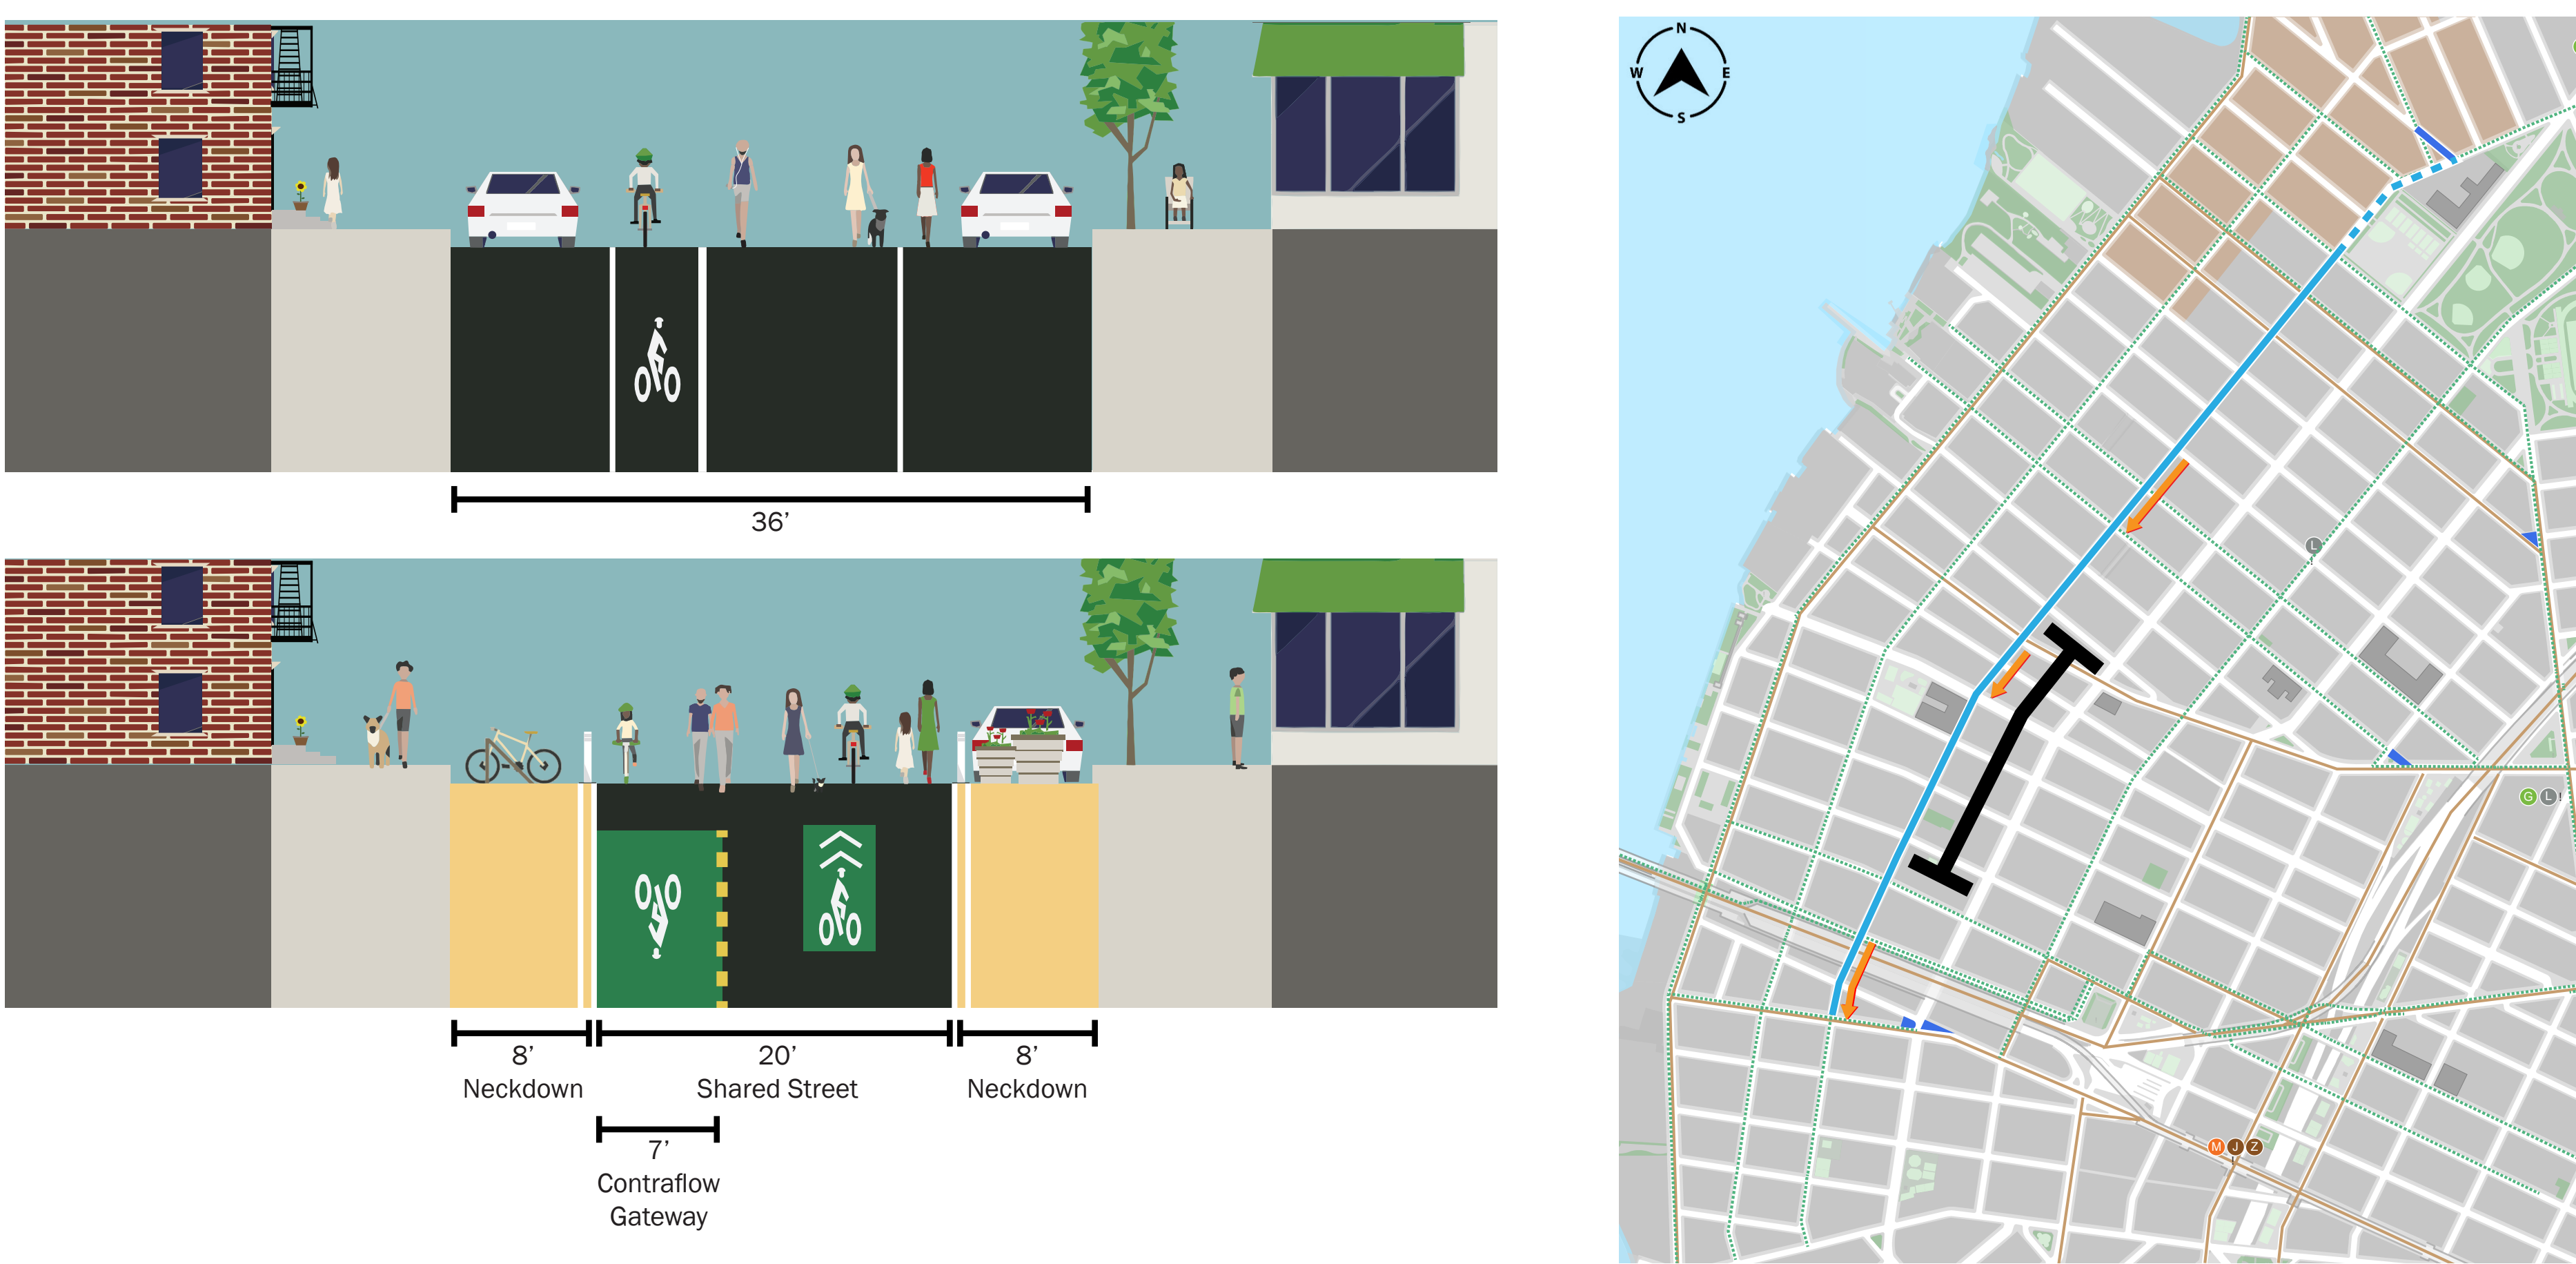 36’
8’
Neckdown
20’
Shared Street
8’
Neckdown
7’
Contraflow
Gateway
N
W E
S
L
G L
M J Z